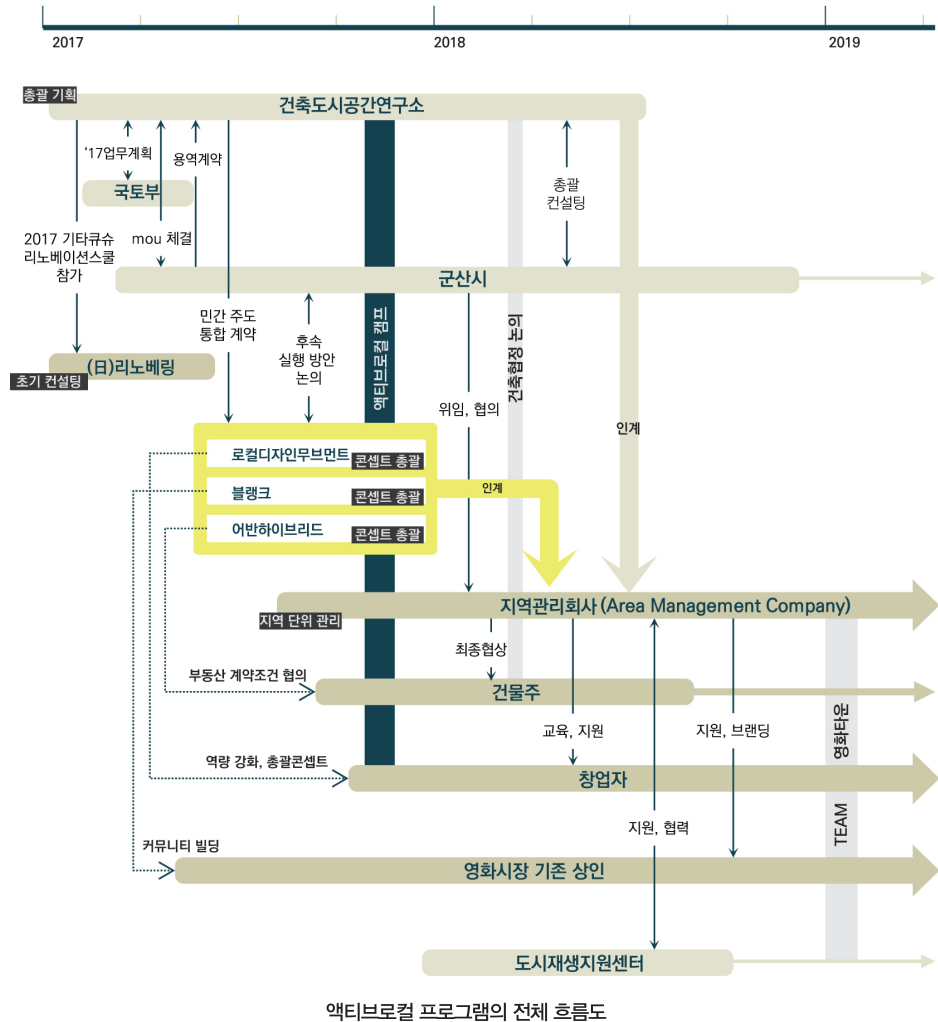 2017
2018
2019
총괄 기획
건축도시공간연구소
‘17업무계획
용역계약
국토부
총괄
컨설팅
2017 기타큐슈
리노베이션스쿨
참가
mou 체결
군산시
민간 주도
통합 계약
후속
실행 방안
논의
액티브로컬 캠프
건축협정 논의
(日)리노베링
초기 컨설팅
위임, 협의
인계
로컬디자인무브먼트
콘셉트 총괄
블랭크
콘셉트 총괄
인계
어반하이브리드
콘셉트 총괄
지역관리회사 (Area Management Company)
지역 단위 관리
최종협상
부동산 계약조건 협의
건물주
교육, 지원
지원, 브랜딩
영화타운
역량 강화, 총괄콘셉트
창업자
지원, 협력
TEAM
커뮤니티 빌딩
영화시장 기존 상인
도시재생지원센터
액티브로컬 프로그램의 전체 흐름도